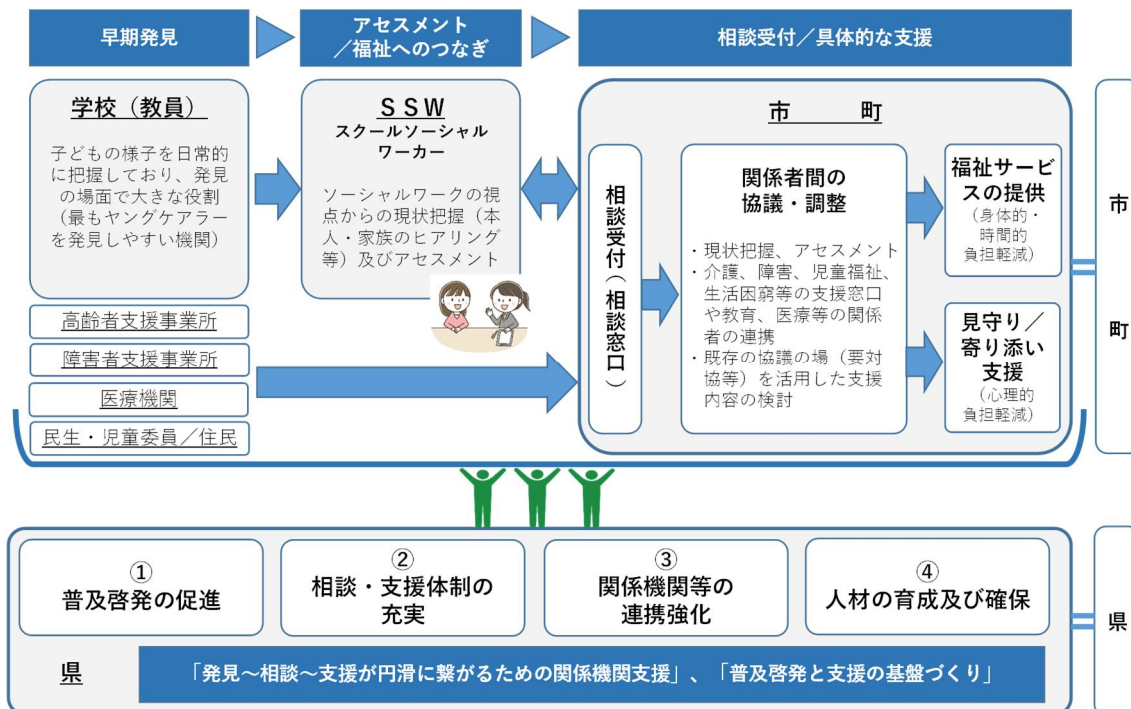 早期発見
アセスメント
／福祉へのつなぎ
相談受付／具体的な支援
学校（教員）
子どもの様子を日常的
に把握しており、発見
の場面で大きな役割
（最もヤングケアラー
を発見しやすい機関）
高齢者支援事業所
障害者支援事業所
医療機関
民生・児童委員／住民
ＳＳＷ
スクールソーシャル
ワーカー
ソーシャルワークの視
点からの現状把握（本
人・家族のヒアリング
等）及びアセスメント
市　　町
相談受付（相談窓口）
関係者間の
協議・調整
・現状把握、アセスメント
・介護、障害、児童福祉、
生活困窮等の支援窓口
や教育、医療等の関係
者の連携
・既存の協議の場（要対
協等）を活用した支援
内容の検討
福祉サービ
スの提供
（身体的・
時間的
負担軽減）
見守り／
寄り添い
支援
（心理的
負担軽減）
市町
①
普及啓発の促進
②
相談・支援体制の
充実
③
関係機関等の
連携強化
④
人材の育成及び確保
県
「発見～相談～支援が円滑に繋がるための関係機関支援」、「普及啓発と支援の基盤づくり」
県